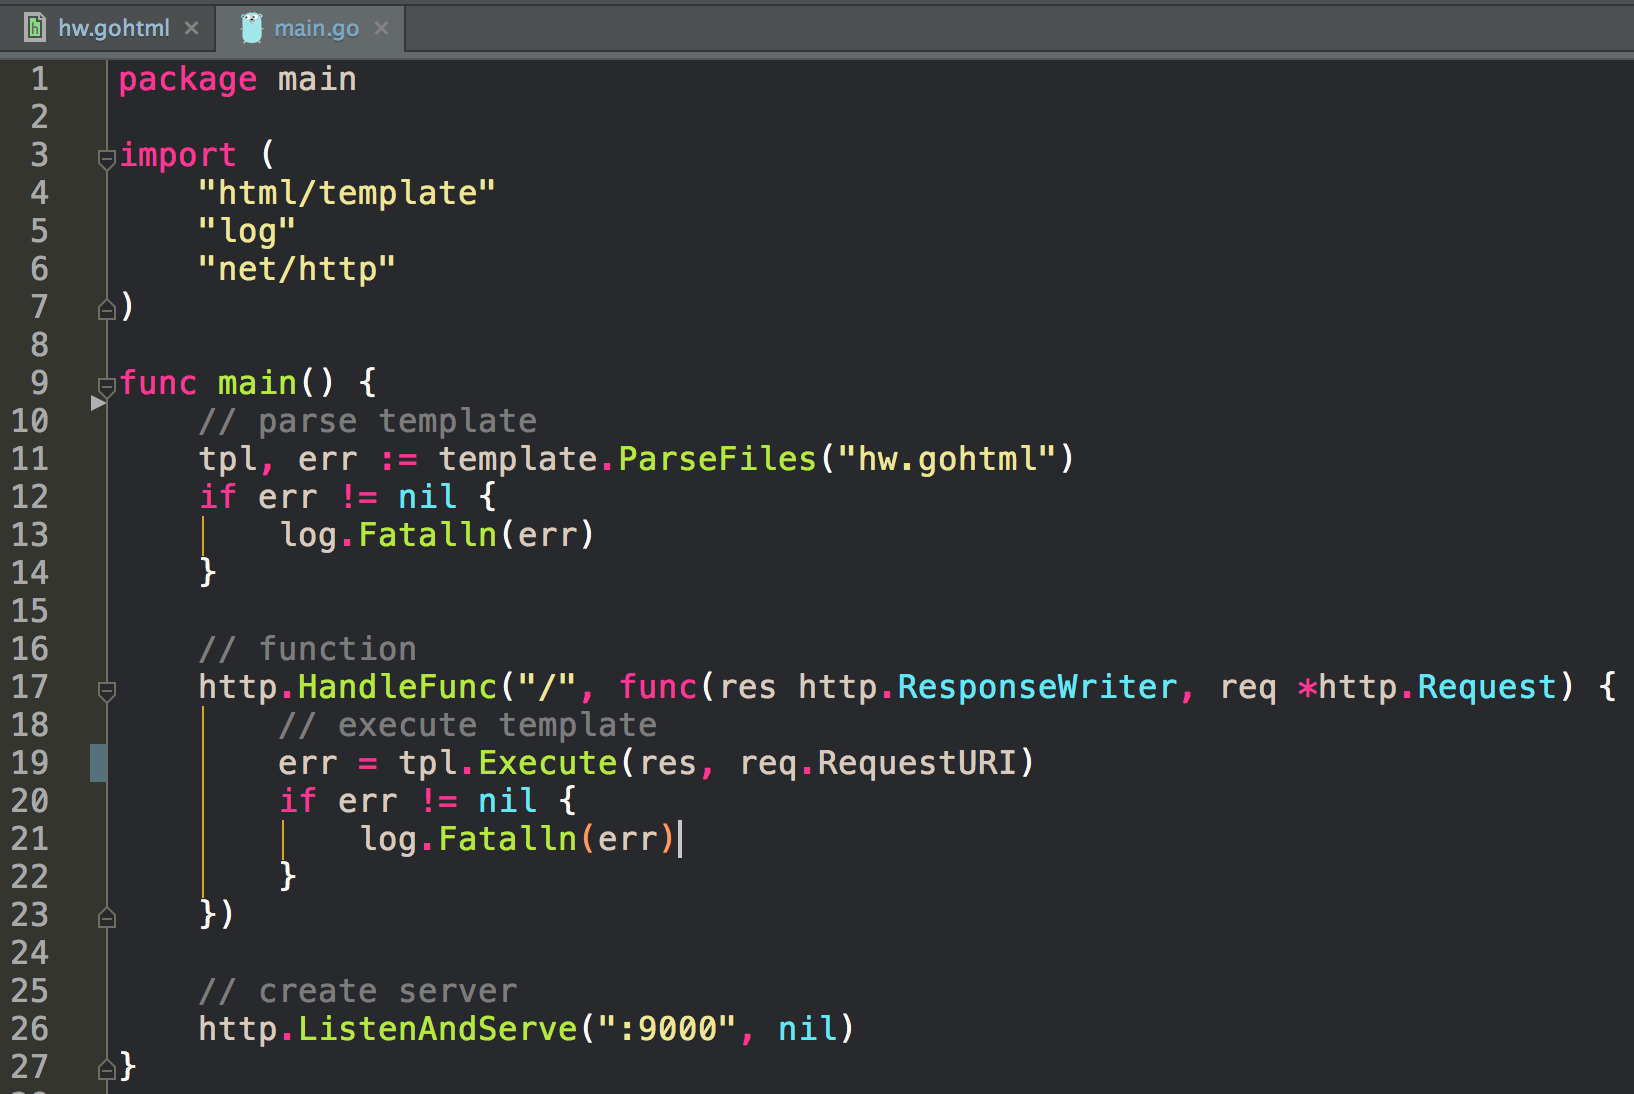 hw.gohtml × main.go ×
1 package main
2
3 import (
4     "html/template"
5     "log"
6     "net/http"
7 )
8
9 func main() {
10     // parse template
11     tpl, err := template.ParseFiles("hw.gohtml")
12     if err != nil {
13         log.Fatalln(err)
14     }
15
16     // function
17     http.HandleFunc("/", func(res http.ResponseWriter, req *http.Request) {
18         // execute template
19         err = tpl.Execute(res, req.RequestURI)
20         if err != nil {
21             log.Fatalln(err)
22         }
23     })
24
25     // create server
26     http.ListenAndServe(":9000", nil)
27 }